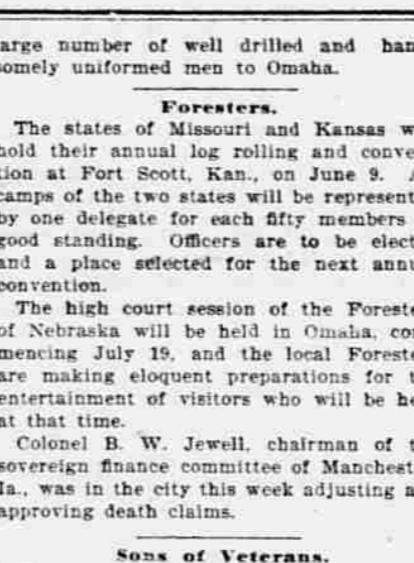 arge number of well drilled and han
somely uniformed men to Omaha.
Foresters.
The states of Missouri and Kansas w
hold their annual log rolling and conve
tion at Fort Scott, Kan., on June 9. A
camps of the two states will be represent
by one delegate for each fifty members
good standing. Officers are to be elect
and a place selected for the next annu
convention.
The high court session of the Foreste
of Nebraska will be held in Omaha, com
mencing July 19, and the local Foreste
are making eloquent preparations for t
entertainment of visitors who will be he
at that time.
Colonel B. W. Jewell, chairman of t
sovereign finance committee of Manchest
Ia., was in the city this week adjusting a
approving death claims.
Sons of Veterans.